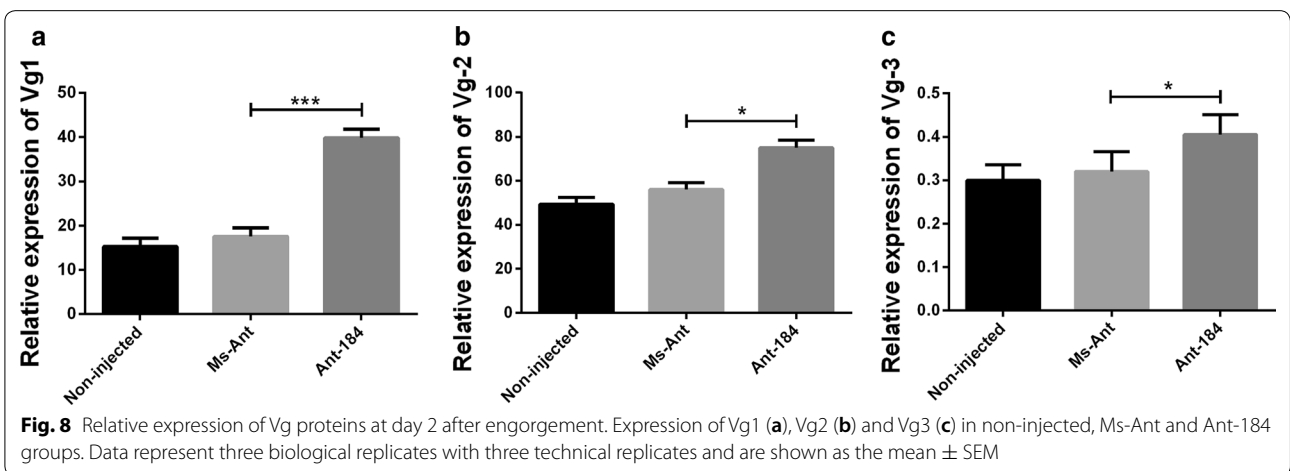 a
Relative expression of Vg1
50
40
30
20
10
0
***
Non-injected
Ms-Ant
Ant-184
b
Relative expression of Vg-2
100
80
60
40
20
0
*
Non-injected
Ms-Ant
Ant-184
c
Relative expression of Vg-3
0.5
0.4
0.3
0.2
0.1
0.0
*
Non-injected
Ms-Ant
Ant-184
Fig. 8 Relative expression of Vg proteins at day 2 after engorgement. Expression of Vg1 (a), Vg2 (b) and Vg3 (c) in non-injected, Ms-Ant and Ant-184
groups. Data represent three biological replicates with three technical replicates and are shown as the mean ± SEM